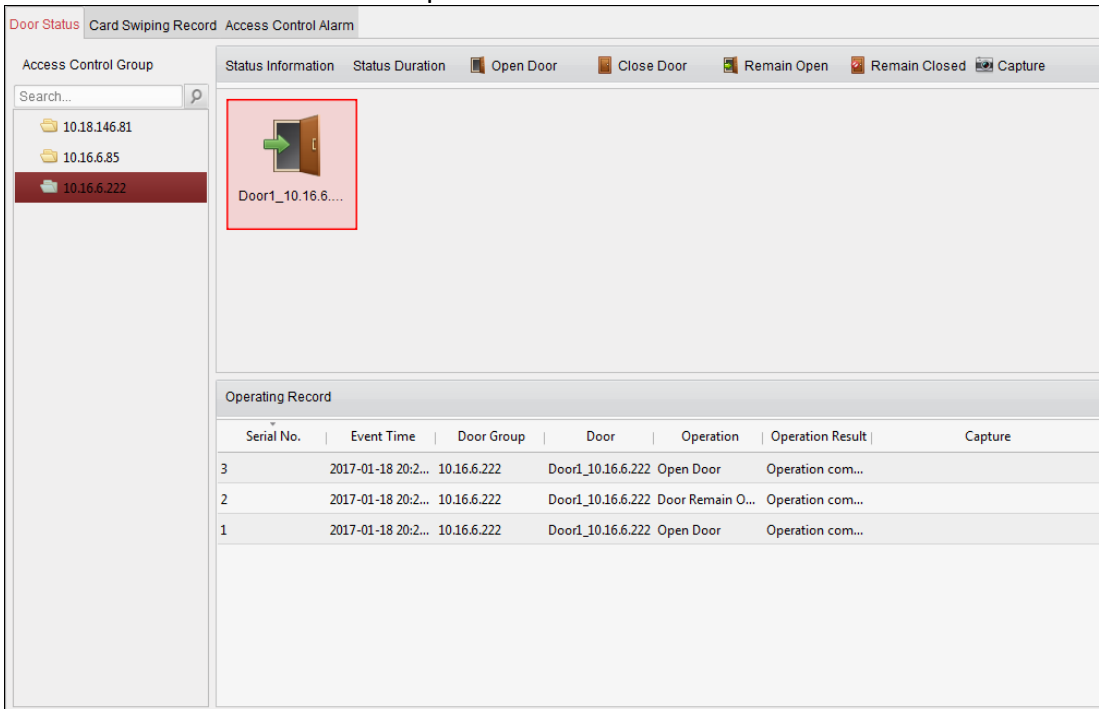 Door Status Card Swiping Record Access Control Alarm
Access Control Group
Status Information Status Duration Open Door Close Door Remain Open Remain Closed Capture
Search...
10.18.146.81
10.16.6.85
10.16.6.222
Door1_10.16.6....
Operating Record
Serial No. Event Time Door Group Door Operation Operation Result Capture
3 2017-01-18 20:2... 10.16.6.222 Door1_10.16.6.222 Open Door Operation com...
2 2017-01-18 20:2... 10.16.6.222 Door1_10.16.6.222 Door Remain O... Operation com...
1 2017-01-18 20:2... 10.16.6.222 Door1_10.16.6.222 Open Door Operation com...